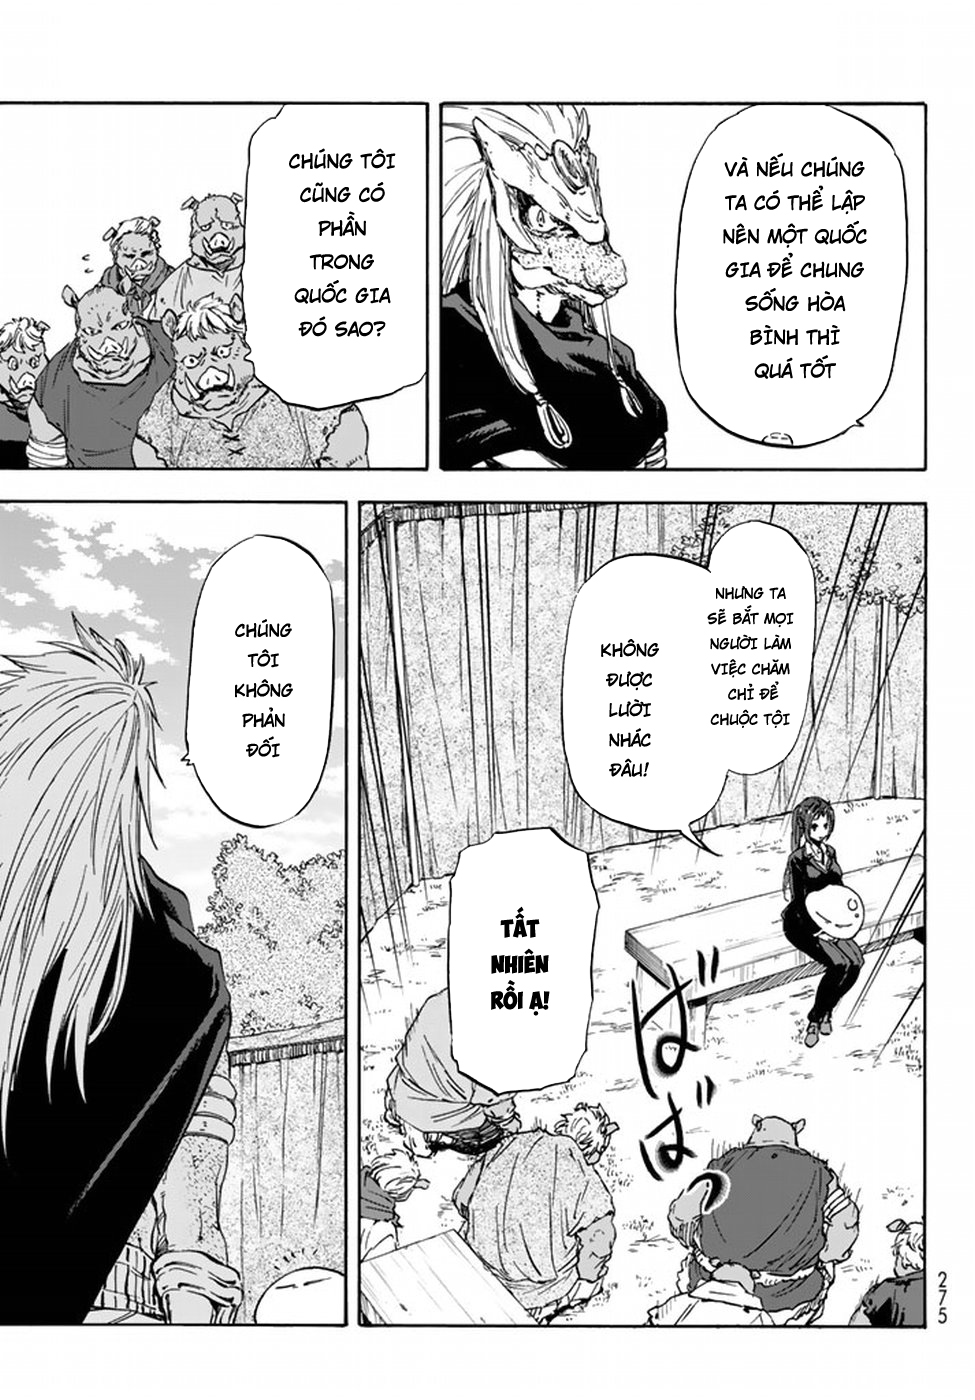 VÀ NẾU CHÚNG
TA CÓ THỂ LẬP
NÊN MỘT QUỐC
GIA ĐỂ CHUNG
SỐNG HÒA
BÌNH THÌ
QUÁ TỐT
CHÚNG TÔI
CŨNG CÓ
PHẦN
TRONG
QUỐC GIA
ĐÓ SAO?
NHƯNG TA
SẼ BẮT MỌI
NGƯỜI LÀM
VIỆC CHĂM
CHỈ ĐỂ
CHUỘC TỘI
KHÔNG
ĐƯỢC
LƯỜI
NHÁC
ĐÂU!
TẤT
NHIÊN
RỒI Ạ!
ばばっ
CHÚNG
TÔI
KHÔNG
PHẢN
ĐỐI
275